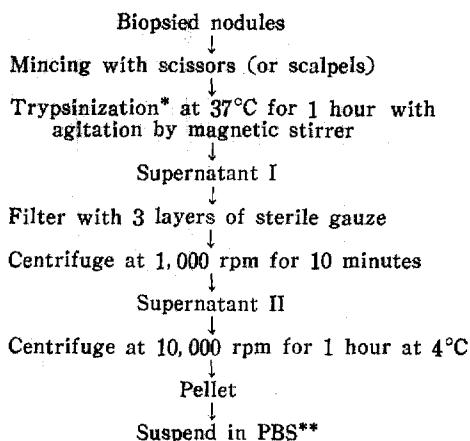 Biopsied nodules
↓
Mincing with scissors (or scalpels)
↓
Trypsinization* at 37°C for 1 hour with
agitation by magnetic stirrer
↓
Supernatant I
↓
Filter with 3 layers of sterile gauze
↓
Centrifuge at 1,000 rpm for 10 minutes
↓
Supernatant II
↓
Centrifuge at 10,000 rpm for 1 hour at 4°C
↓
Pellet
↓
Suspend in PBS**